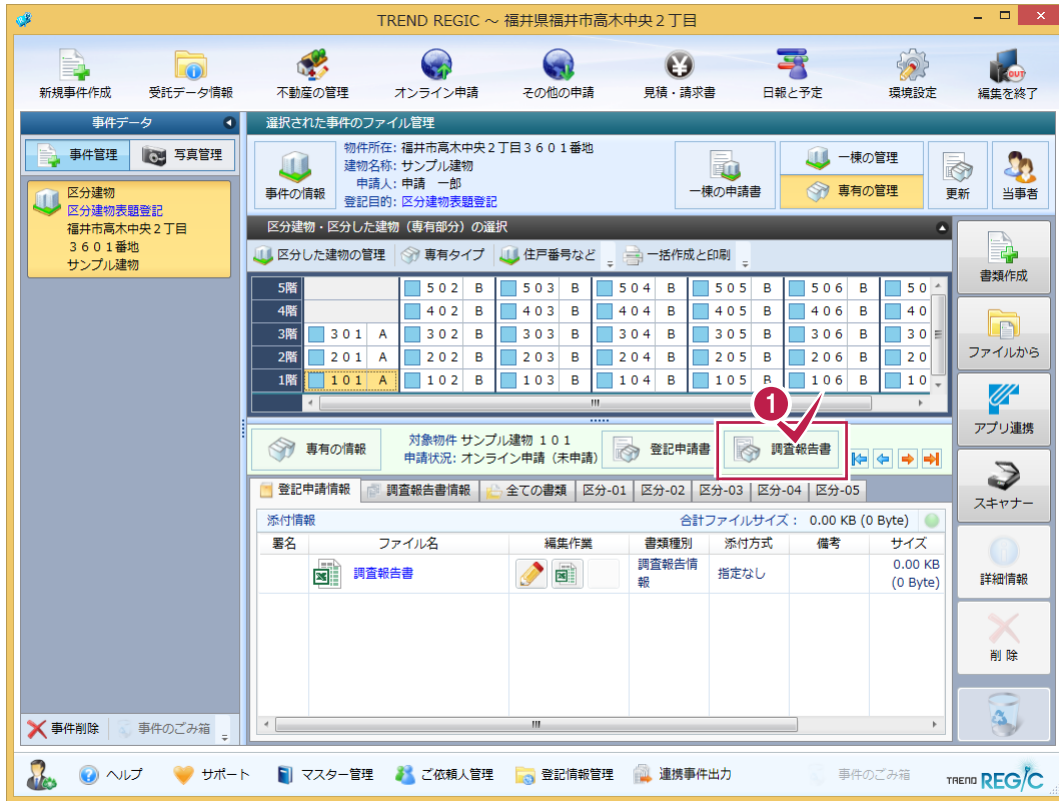 TREND REGIC ～ 福井県福井市高木中央２丁目
新規事件作成
受託データ情報
不動産の管理
オンライン申請
その他の申請
見積・請求書
日報と予定
環境設定
OUT
編集を終了
事件データ
事件管理
写真管理
区分建物
区分建物表題登記
福井市高木中央２丁目
３６０１番地
サンプル建物
事件削除
事件のごみ箱
選択された事件のファイル管理
事件の情報
物件所在: 福井市高木中央２丁目３６０１番地
建物名称: サンプル建物
申請人: 申請　一郎
登記目的: 区分建物表題登記
一棟の申請書
一棟の管理
専有の管理
更新
当事者
区分建物・区分した建物（専有部分）の選択
区分した建物の管理
専有タイプ
住戸番号など
一括作成と印刷
5階 ５０２ B ５０３ B ５０４ B ５０５ B ５０６ B ５０
4階 ４０２ B ４０３ B ４０４ B ４０５ B ４０６ B ４０
3階 ３０１ A ３０２ B ３０３ B ３０４ B ３０５ B ３０６ B ３０
2階 ２０１ A ２０２ B ２０３ B ２０４ B ２０５ B ２０６ B ２０
1階 １０１ A １０２ B １０３ B １０４ B １０５ B １０６ B １０
1
専有の情報
対象物件 サンプル建物 １０１
申請状況: オンライン申請（未申請）
登記申請書
調査報告書
登記申請情報
調査報告書情報
全ての書類
区分-01
区分-02
区分-03
区分-04
区分-05
添付情報
合計ファイルサイズ： 0.00 KB (0 Byte)
署名 ファイル名 編集作業 書類種別 添付方式 備考 サイズ
調査報告書
調査報告情
報
指定なし
0.00 KB
(0 Byte)
書類作成
ファイルから
アプリ連携
スキャナー
詳細情報
削 除
ヘルプ
サポート
マスター管理
ご依頼人管理
登記情報管理
連携事件出力
事件のごみ箱
TREND REGIC